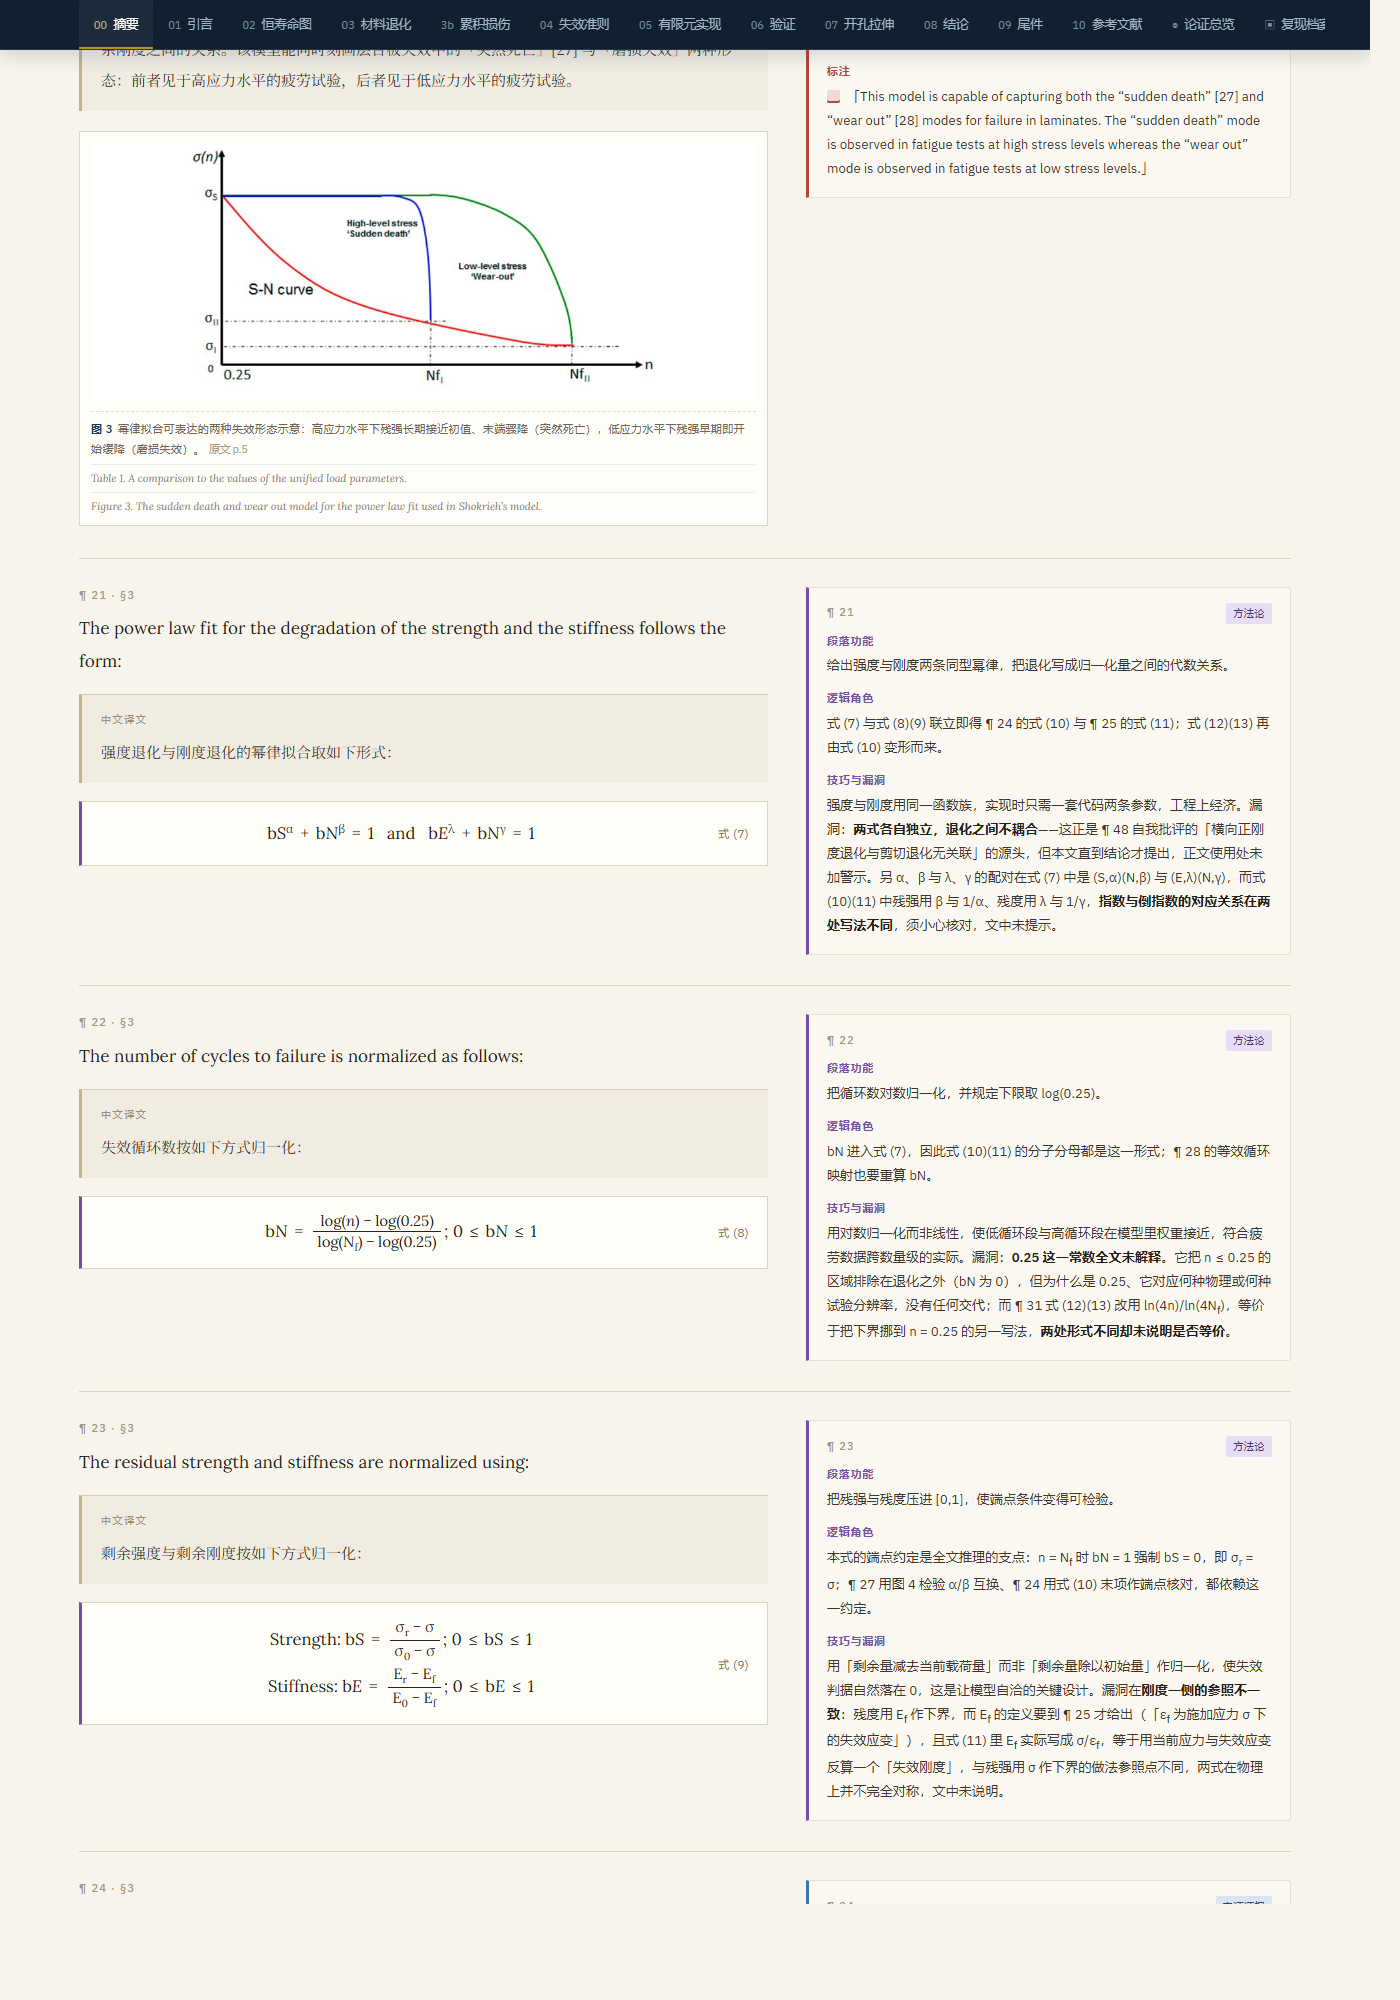 00 摘要 01 引言 02 恒寿命图 03 材料退化 3b 累积损伤 04 失效准则 05 有限元实现 06 验证 07 开孔拉伸 08 结论 09 尾件 10 参考文献 论证总览 复现档案
态：前者见于高应力水平的疲劳试验，后者见于低应力水平的疲劳试验。
σ(n)
σS
High-level stress
'Sudden death'
Low-level stress
'Wear-out'
S-N curve
σII
σI
0
0.25
NfI
NfII
n
图 3 幂律拟合可表达的两种失效形态示意：高应力水平下残强长期接近初值、末端骤降（突然死亡），低应力水平下残强早期即开
始缓降（磨损失效）。 原文 p.5
Table 1. A comparison to the values of the unified load parameters.
Figure 3. The sudden death and wear out model for the power law fit used in Shokrieh's model.
标注
「This model is capable of capturing both the “sudden death” [27] and
“wear out” [28] modes for failure in laminates. The “sudden death” mode
is observed in fatigue tests at high stress levels whereas the “wear out”
mode is observed in fatigue tests at low stress levels.」
¶ 21 · §3
The power law fit for the degradation of the strength and the stiffness follows the
form:
中文译文
强度退化与刚度退化的幂律拟合取如下形式：
bS^α + bN^β = 1 and bE^λ + bN^γ = 1
式 (7)
¶ 21
方法论
段落功能
给出强度与刚度两条同型幂律，把退化写成归一化量之间的代数关系。
逻辑角色
式 (7) 与式 (8)(9) 联立即得 ¶ 24 的式 (10) 与 ¶ 25 的式 (11)；式 (12)(13) 再
由式 (10) 变形而来。
技巧与漏洞
强度与刚度用同一函数族，实现时只需一套代码两条参数，工程上经济。漏
洞：两式各自独立，退化之间不耦合——这正是 ¶ 48 自我批评的「横向正刚
度退化与剪切退化无关联」的源头，但本文直到结论才提出，正文使用处未
加警示。另 α、β 与 λ、γ 的配对在式 (7) 中是 (S,α)(N,β) 与 (E,λ)(N,γ)，而式
(10)(11) 中残强用 β 与 1/α、残度用 λ 与 1/γ，指数与倒指数的对应关系在两
处写法不同，须小心核对，文中未提示。
¶ 22 · §3
The number of cycles to failure is normalized as follows:
中文译文
失效循环数按如下方式归一化：
bN = log(n) − log(0.25) / log(Nf) − log(0.25) ; 0 ≤ bN ≤ 1
式 (8)
¶ 22
方法论
段落功能
把循环数对数归一化，并规定下限取 log(0.25)。
逻辑角色
bN 进入式 (7)，因此式 (10)(11) 的分子分母都是这一形式；¶ 28 的等效循环
映射也要重算 bN。
技巧与漏洞
用对数归一化而非线性，使低循环段与高循环段在模型里权重接近，符合疲
劳数据跨数量级的实际。漏洞：0.25 这一常数全文未解释。它把 n ≤ 0.25 的
区域排除在退化之外（bN 为 0），但为什么是 0.25、它对应何种物理或何种
试验分辨率，没有任何交代；而 ¶ 31 式 (12)(13) 改用 ln(4n)/ln(4Nf)，等价
于把下界挪到 n = 0.25 的另一写法，两处形式不同却未说明是否等价。
¶ 23 · §3
The residual strength and stiffness are normalized using:
中文译文
剩余强度与剩余刚度按如下方式归一化：
Strength: bS = σr − σ / σ0 − σ ; 0 ≤ bS ≤ 1
Stiffness: bE = Er − Ef / E0 − Ef ; 0 ≤ bE ≤ 1
式 (9)
¶ 23
方法论
段落功能
把残强与残度压进 [0,1]，使端点条件变得可检验。
逻辑角色
本式的端点约定是全文推理的支点：n = Nf 时 bN = 1 强制 bS = 0，即 σr =
σ；¶ 27 用图 4 检验 α/β 互换、¶ 24 用式 (10) 末项作端点核对，都依赖这
一约定。
技巧与漏洞
用「剩余量减去当前载荷量」而非「剩余量除以初始量」作归一化，使失效
判据自然落在 0，这是让模型自洽的关键设计。漏洞在刚度一侧的参照不一
致：残度用 Ef 作下界，而 Ef 的定义要到 ¶ 25 才给出（「εf 为施加应力 σ 下
的失效应变」），且式 (11) 里 Ef 实际写成 σ/εf，等于用当前应力与失效应变
反算一个「失效刚度」，与残强用 σ 作下界的做法参照点不同，两式在物理
上并不完全对称，文中未说明。
¶ 24 · §3